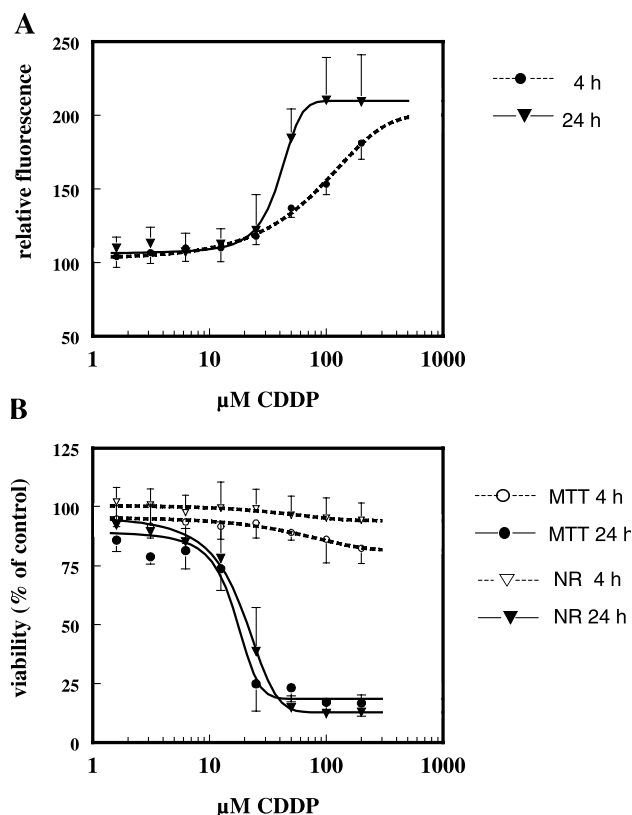 A
250
200
150
100
50
relative fluorescence
1
10
100
1000
µM CDDP
4 h
24 h
B
125
100
75
50
25
0
viability (% of control)
1
10
100
1000
µM CDDP
MTT 4 h
MTT 24 h
NR 4 h
NR 24 h